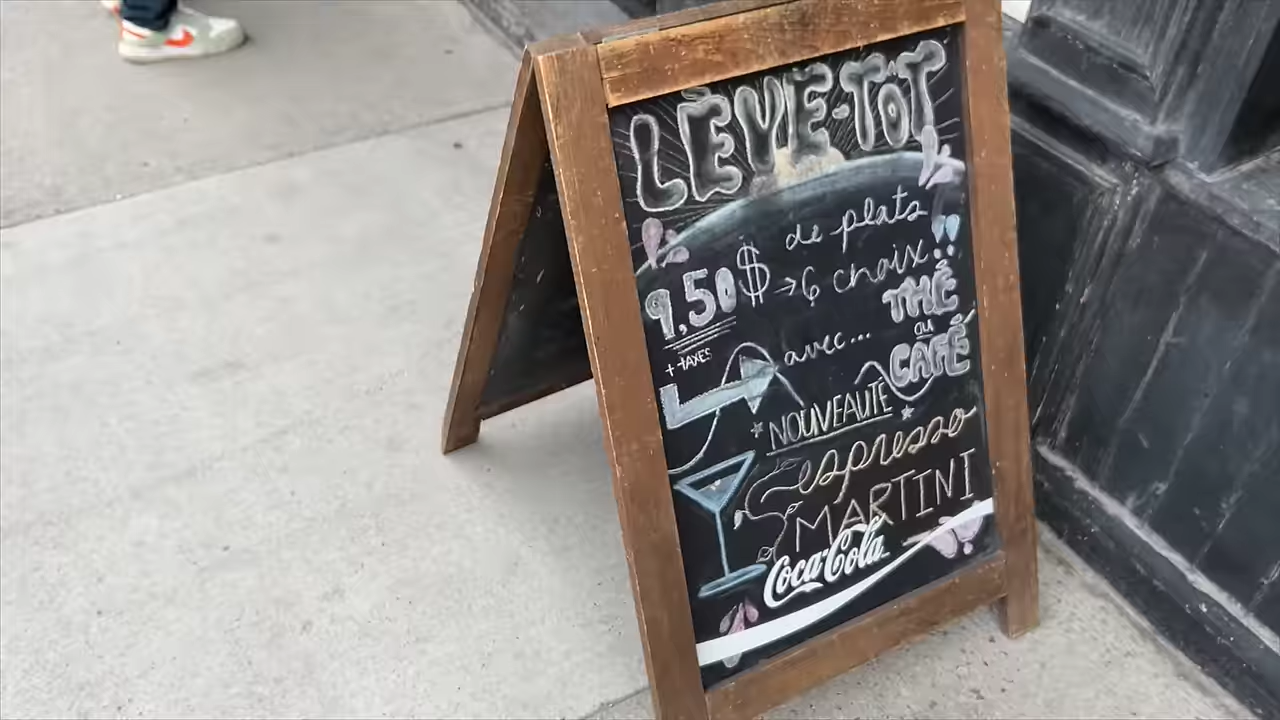 LÈVE-TÔT
de plats
9,50$ → 6 choix
+ TAXES
avec...
THÉ
ou
CAFÉ
NOUVEAUTÉ
espresso
MARTINI
Coca-Cola